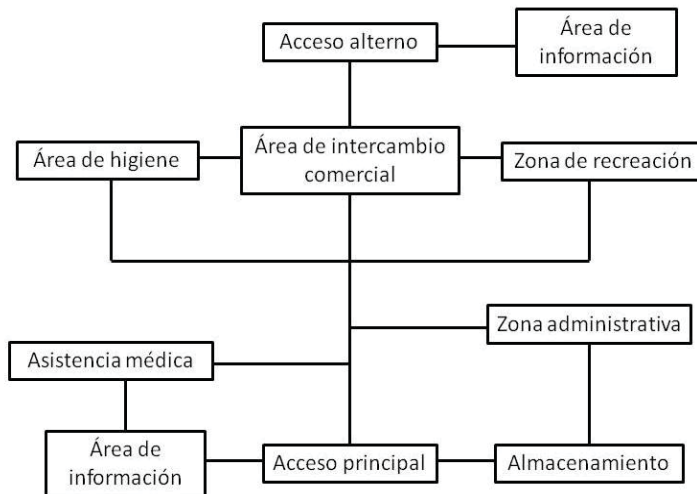 Acceso alterno
Área de
información
Área de higiene
Área de intercambio
comercial
Zona de recreación
Zona administrativa
Asistencia médica
Área de
información
Acceso principal
Almacenamiento